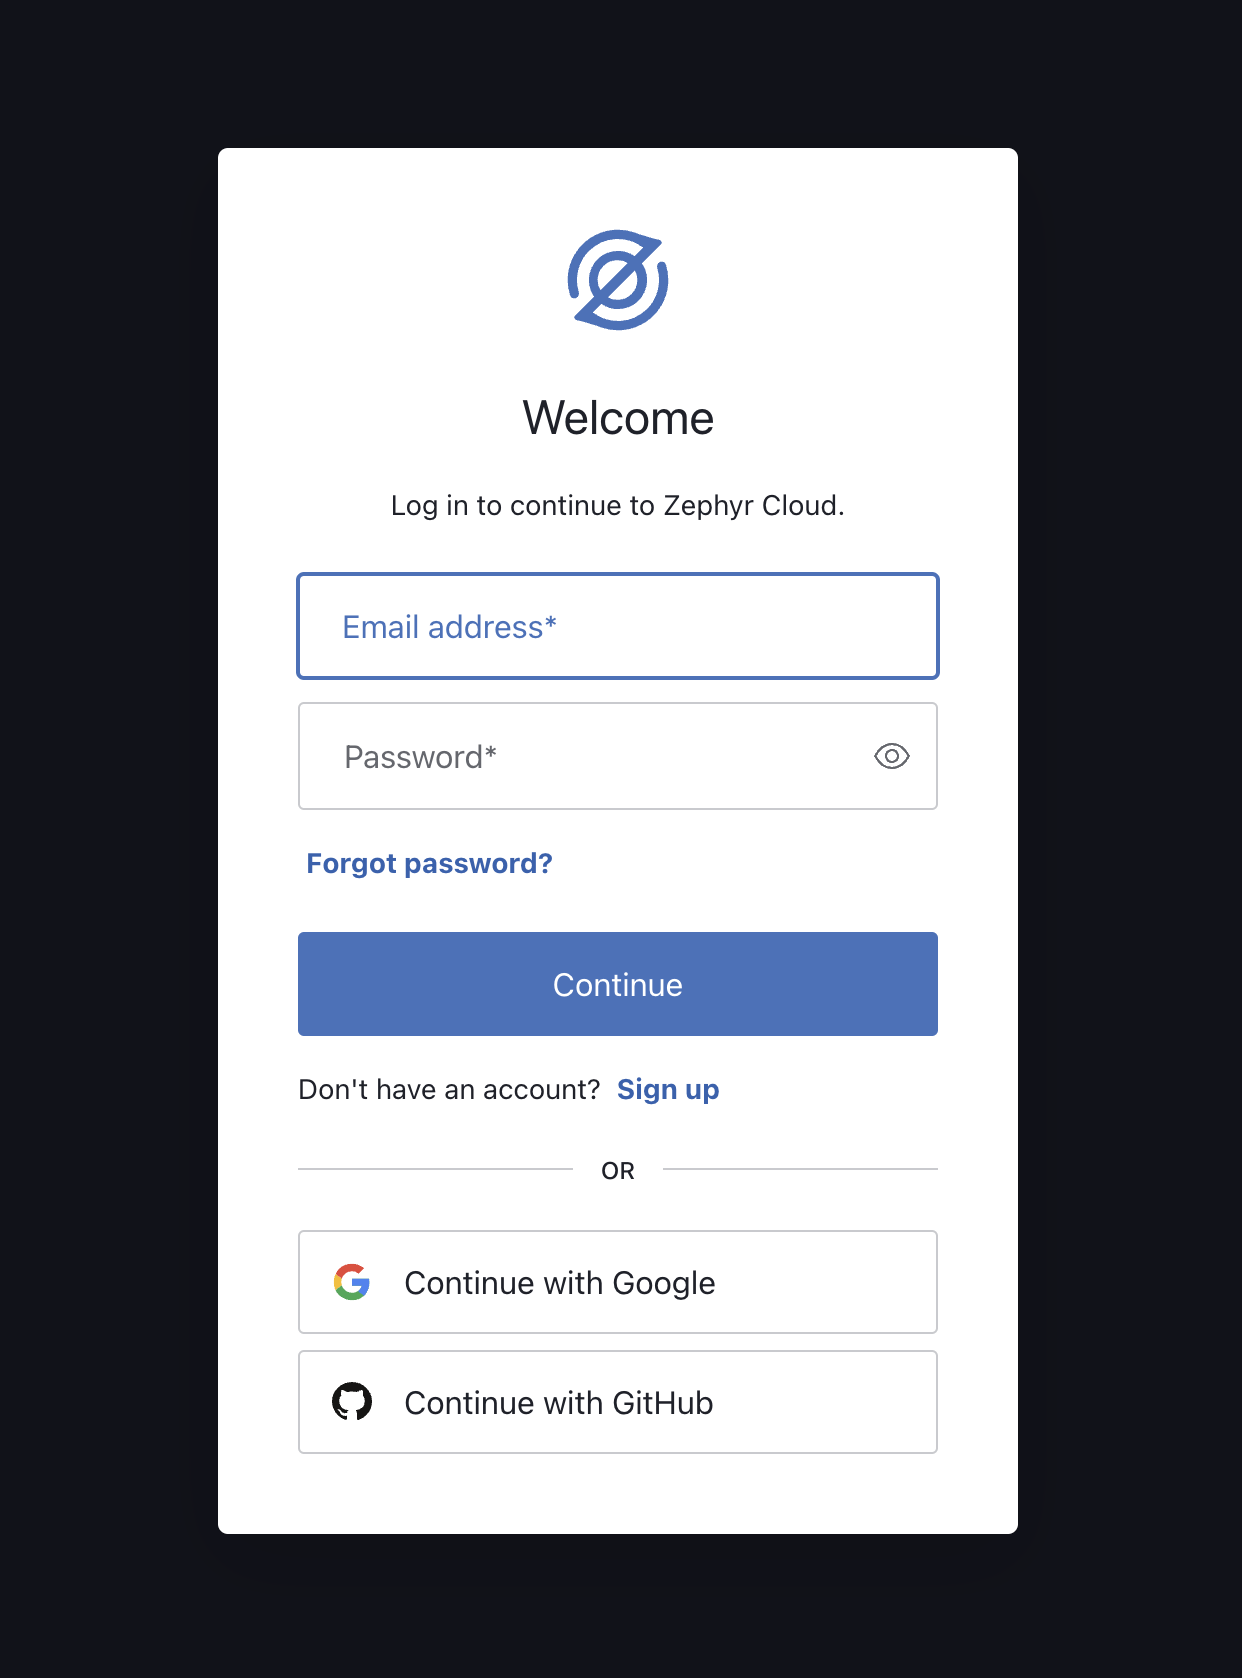 Welcome
Log in to continue to Zephyr Cloud.
Email address*
Password*
Forgot password?
Continue
Don't have an account? Sign up
OR
Continue with Google
Continue with GitHub